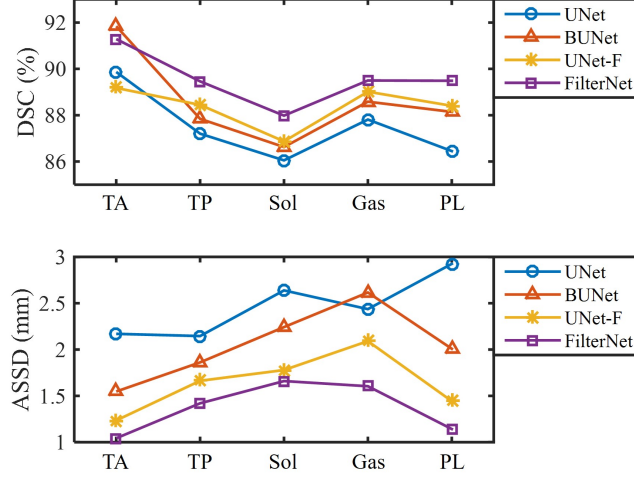 DSC (%)
92
90
88
86
TA TP Sol Gas PL
UNet
BUNet
UNet-F
FilterNet
ASSD (mm)
3
2.5
2
1.5
1
TA TP Sol Gas PL
UNet
BUNet
UNet-F
FilterNet